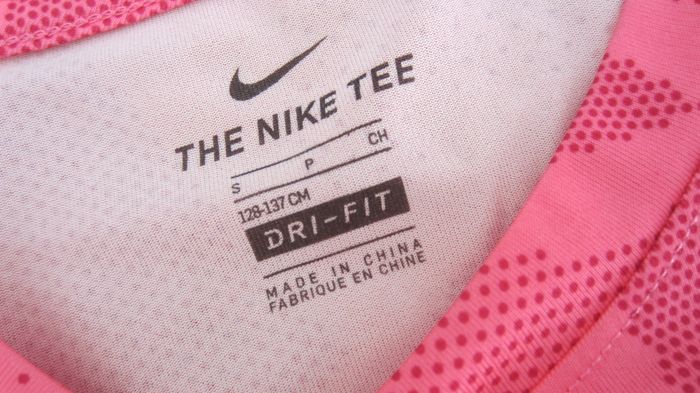 THE NIKE TEE
S P CH
128-137 CM
DRI-FIT
MADE IN CHINA
FABRIQUE EN CHINE